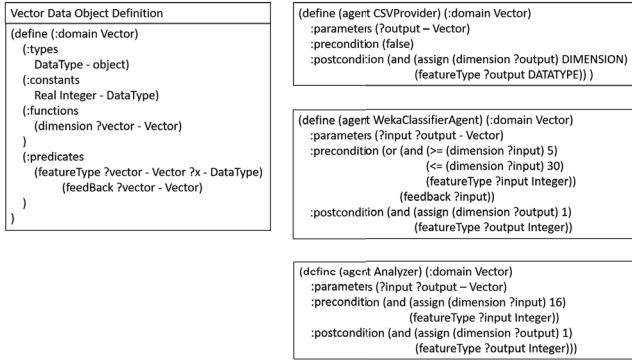 Vector Data Object Definition
(define (:domain Vector)
(:types
DataType - object)
(:constants
Real Integer - DataType)
(:functions
(dimension ?vector - Vector)
)
(:predicates
(featureType ?vector - Vector ?x - DataType)
(feedBack ?vector - Vector)
)
)
(define (agent CSVProvider) (:domain Vector)
:parameters (?output – Vector)
:precondition (false)
:postcondition (and (assign (dimension ?output) DIMENSION)
(featureType ?output DATATYPE)) )
(define (agent WekaClassifierAgent) (:domain Vector)
:parameters (?input ?output - Vector)
:precondition (or (and (>= (dimension ?input) 5)
(<= (dimension ?input) 30)
(featureType ?input Integer))
(feedback ?input))
:postcondition (and (assign (dimension ?output) 1)
(featureType ?output Integer))
(define (agent Analyzer) (:domain Vector)
:parameters (?input ?output – Vector)
:precondition (and (assign (dimension ?input) 16)
(featureType ?input Integer))
:postcondition (and (assign (dimension ?output) 1)
(featureType ?output Integer)))